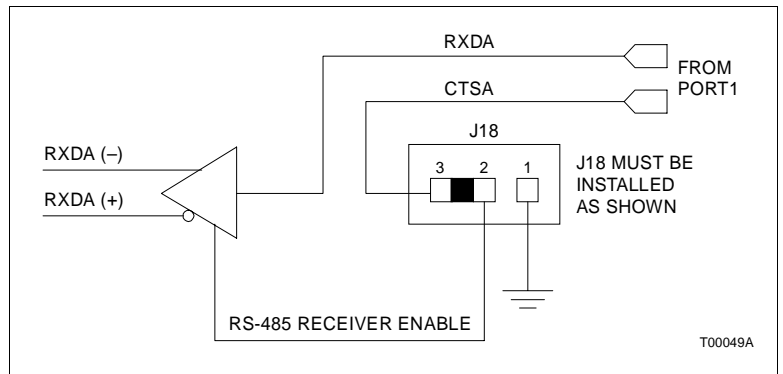 RXDA
FROM
PORT1
CTSA
J18
3 2 1
J18 MUST BE
INSTALLED
AS SHOWN
RXDA (–)
RXDA (+)
RS-485 RECEIVER ENABLE
T00049A